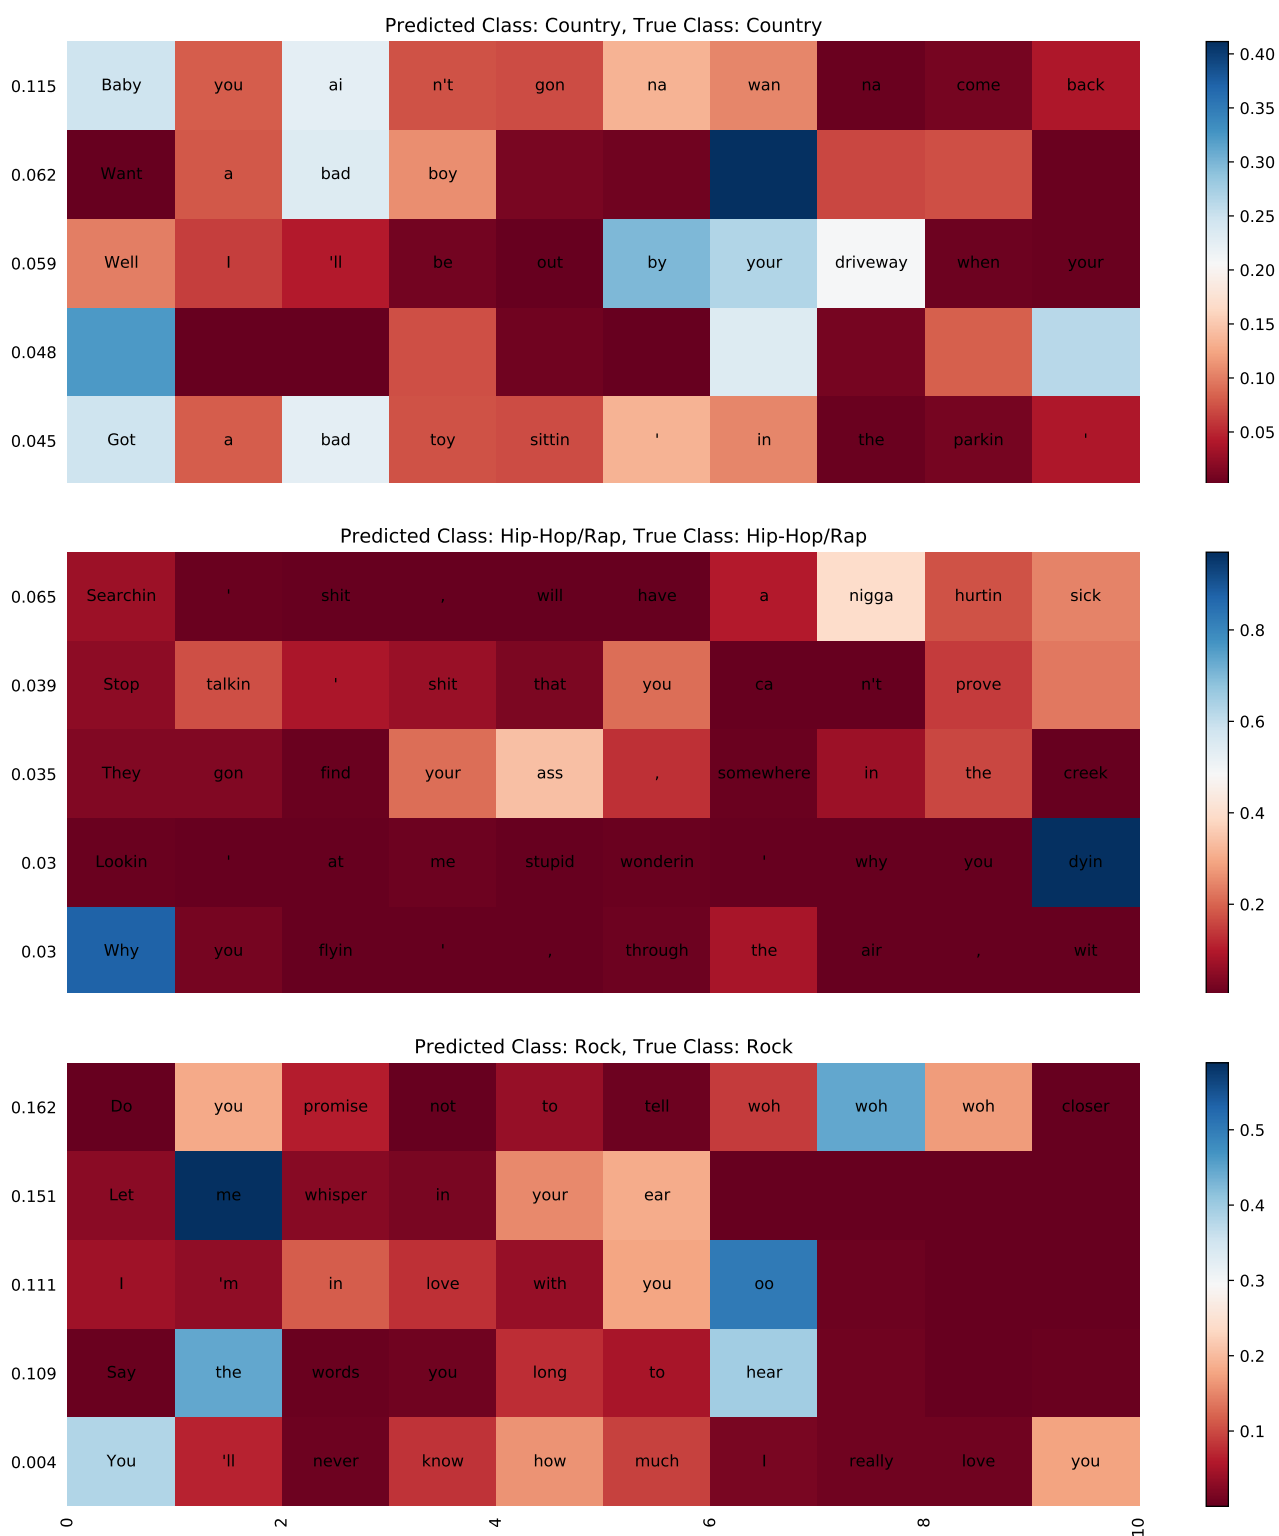 Predicted Class: Country, True Class: Country
0.115 Baby you ai n't gon na wan na come back
0.062 Want a bad boy
0.059 Well I 'll be out by your driveway when your
0.048
0.045 Got a bad toy sittin ' in the parkin '
0.40
0.35
0.30
0.25
0.20
0.15
0.10
0.05
Predicted Class: Hip-Hop/Rap, True Class: Hip-Hop/Rap
0.065 Searchin ' shit , will have a nigga hurtin sick
0.039 Stop talkin ' shit that you ca n't prove
0.035 They gon find your ass , somewhere in the creek
0.03 Lookin ' at me stupid wonderin ' why you dyin
0.03 Why you flyin ' , through the air , wit
0.8
0.6
0.4
0.2
Predicted Class: Rock, True Class: Rock
0.162 Do you promise not to tell woh woh woh closer
0.151 Let me whisper in your ear
0.111 I 'm in love with you oo
0.109 Say the words you long to hear
0.004 You 'll never know how much I really love you
0 2 4 6 8 10
0.5
0.4
0.3
0.2
0.1